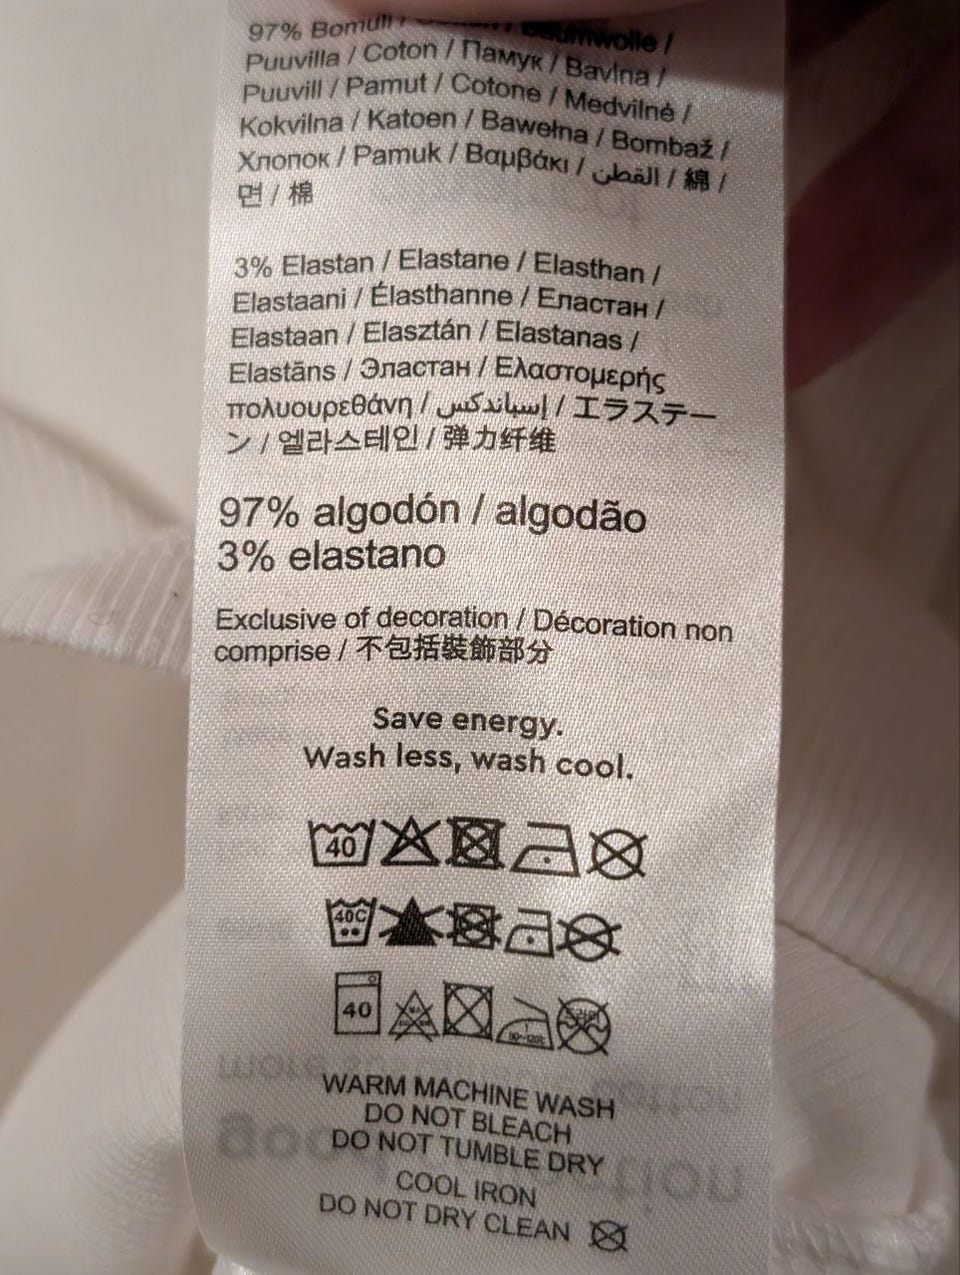 97% Bomull / Baumwolle /
Puuvilla / Coton / Памук / Bavlna /
Puuvill / Pamut / Cotone / Medvilnė /
Kokvilna / Katoen / Bawełna / Bombaž /
Хлопок / Pamuk / Βαμβάκι / القطن / 綿 /
면 / 棉
3% Elastan / Elastane / Elasthan /
Elastaani / Élasthanne / Еластан /
Elastaan / Elasztán / Elastanas /
Elastāns / Эластан / Ελαστομερής
πολυουρεθάνη / إسباندكس / エラステー
ン / 엘라스테인 / 弹力纤维
97% algodón / algodão
3% elastano
Exclusive of decoration / Décoration non
comprise / 不包括裝飾部分
Save energy.
Wash less, wash cool.
40
40C
40
WARM MACHINE WASH
DO NOT BLEACH
DO NOT TUMBLE DRY
COOL IRON
DO NOT DRY CLEAN